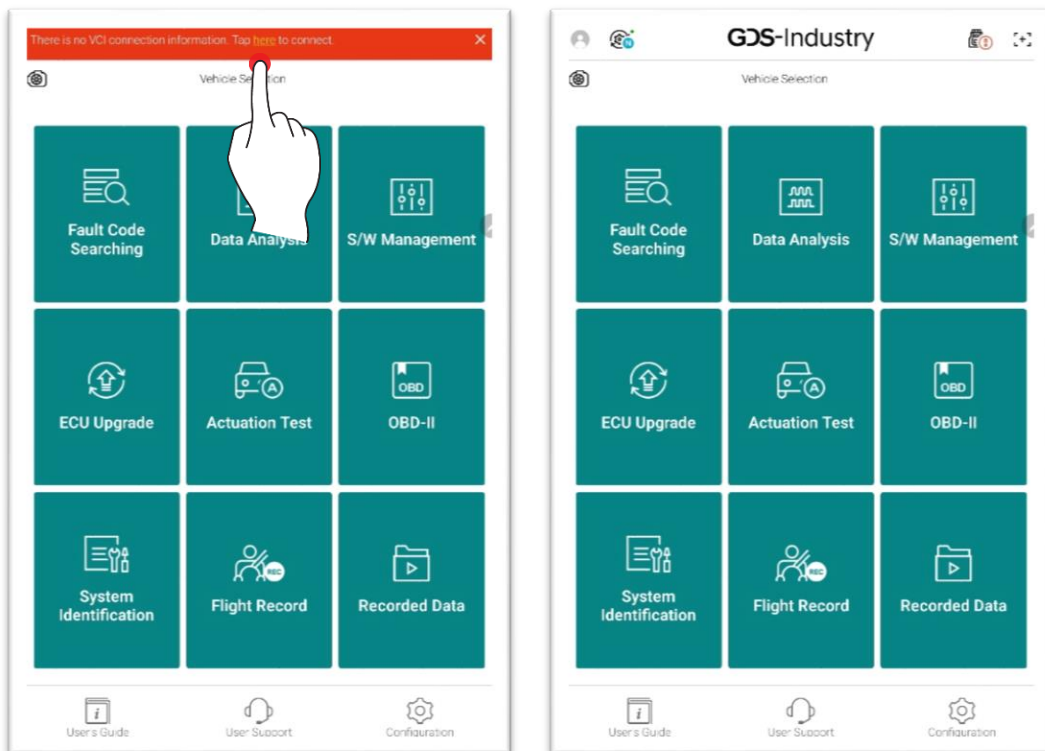 There is no VCI connection information. Tap here to connect.
Vehicle Selection
Fault Code
Searching
Data Analysis
S/W Management
ECU Upgrade
Actuation Test
OBD
OBD-II
System
Identification
REC
Flight Record
Recorded Data
User's Guide
User Support
Configuration
GDS-Industry
N
Vehicle Selection
Fault Code
Searching
Data Analysis
S/W Management
ECU Upgrade
Actuation Test
OBD
OBD-II
System
Identification
REC
Flight Record
Recorded Data
User's Guide
User Support
Configuration